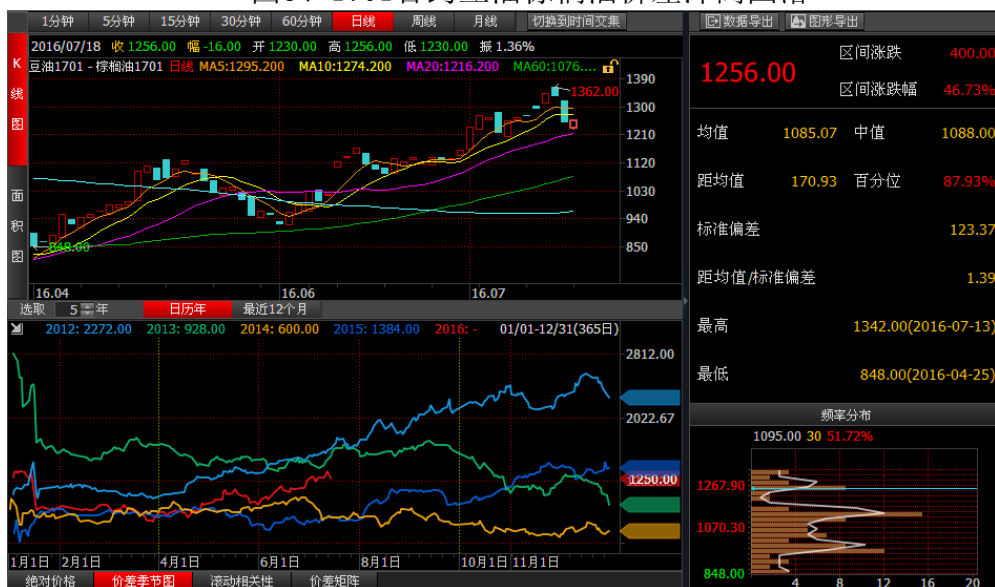 1分钟 5分钟 15分钟 30分钟 60分钟 日线 周线 月线 切换到时间交集 数据导出 图形导出
2016/07/18 收 1256.00 幅 -16.00 开 1230.00 高 1256.00 低 1230.00 振 1.36%
豆油1701 - 棕榈油1701 日线 MA5:1295.200 MA10:1274.200 MA20:1216.200 MA60:1076....
K线图
面积图
1362.00
848.00
1390
1300
1210
1120
1030
940
850
16.04 16.06 16.07
选取 5 年 日历年 最近12个月
2012: 2272.00 2013: 928.00 2014: 600.00 2015: 1384.00 2016: - 01/01-12/31(365日)
2812.00
2022.67
1250.00
1月1日 2月1日 4月1日 6月1日 8月1日 10月1日 11月1日
绝对价格 价差季节图 滚动相关性 价差矩阵
1256.00
区间涨跌 400.00
区间涨跌幅 46.73%
均值 1085.07 中值 1088.00
距均值 170.93 百分位 87.93%
标准偏差 123.37
距均值/标准偏差 1.39
最高 1342.00(2016-07-13)
最低 848.00(2016-04-25)
频率分布
1095.00 30 51.72%
1267.90
1070.30
848.00
4 8 12 16 20